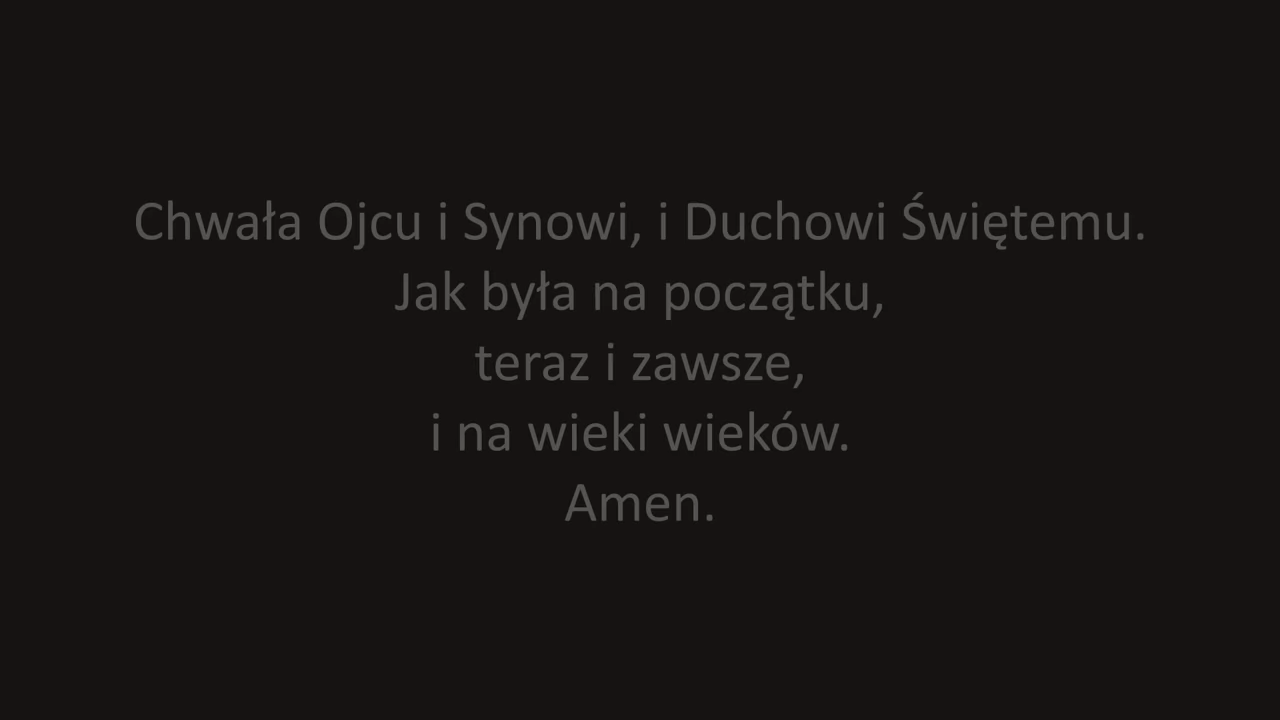 Chwała Ojcu i Synowi, i Duchowi Świętemu.
Jak była na początku,
teraz i zawsze,
i na wieki wieków.
Amen.